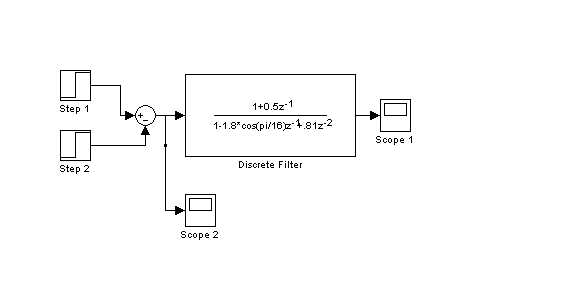 Step 1
+
−
Step 2
1+0.5z-1
1-1.8*cos(pi/16)z-1+.81z-2
Discrete Filter
Scope 1
Scope 2